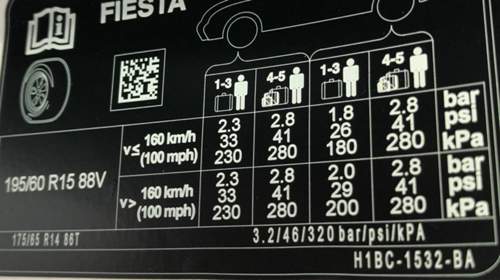 FIESTA
1-3 4-5 1-3 4-5
2.3 2.8 1.8 2.8 bar
v≤ 160 km/h 33 41 26 41 psi
(100 mph) 230 280 180 280 kPa
195/60 R15 88V
2.3 2.8 2.0 2.8 bar
v> 160 km/h 33 41 29 41 psi
(100 mph) 230 280 200 280 kPa
175/65 R14 86T 3.2/46/320 bar/psi/kPA
H1BC-1532-BA